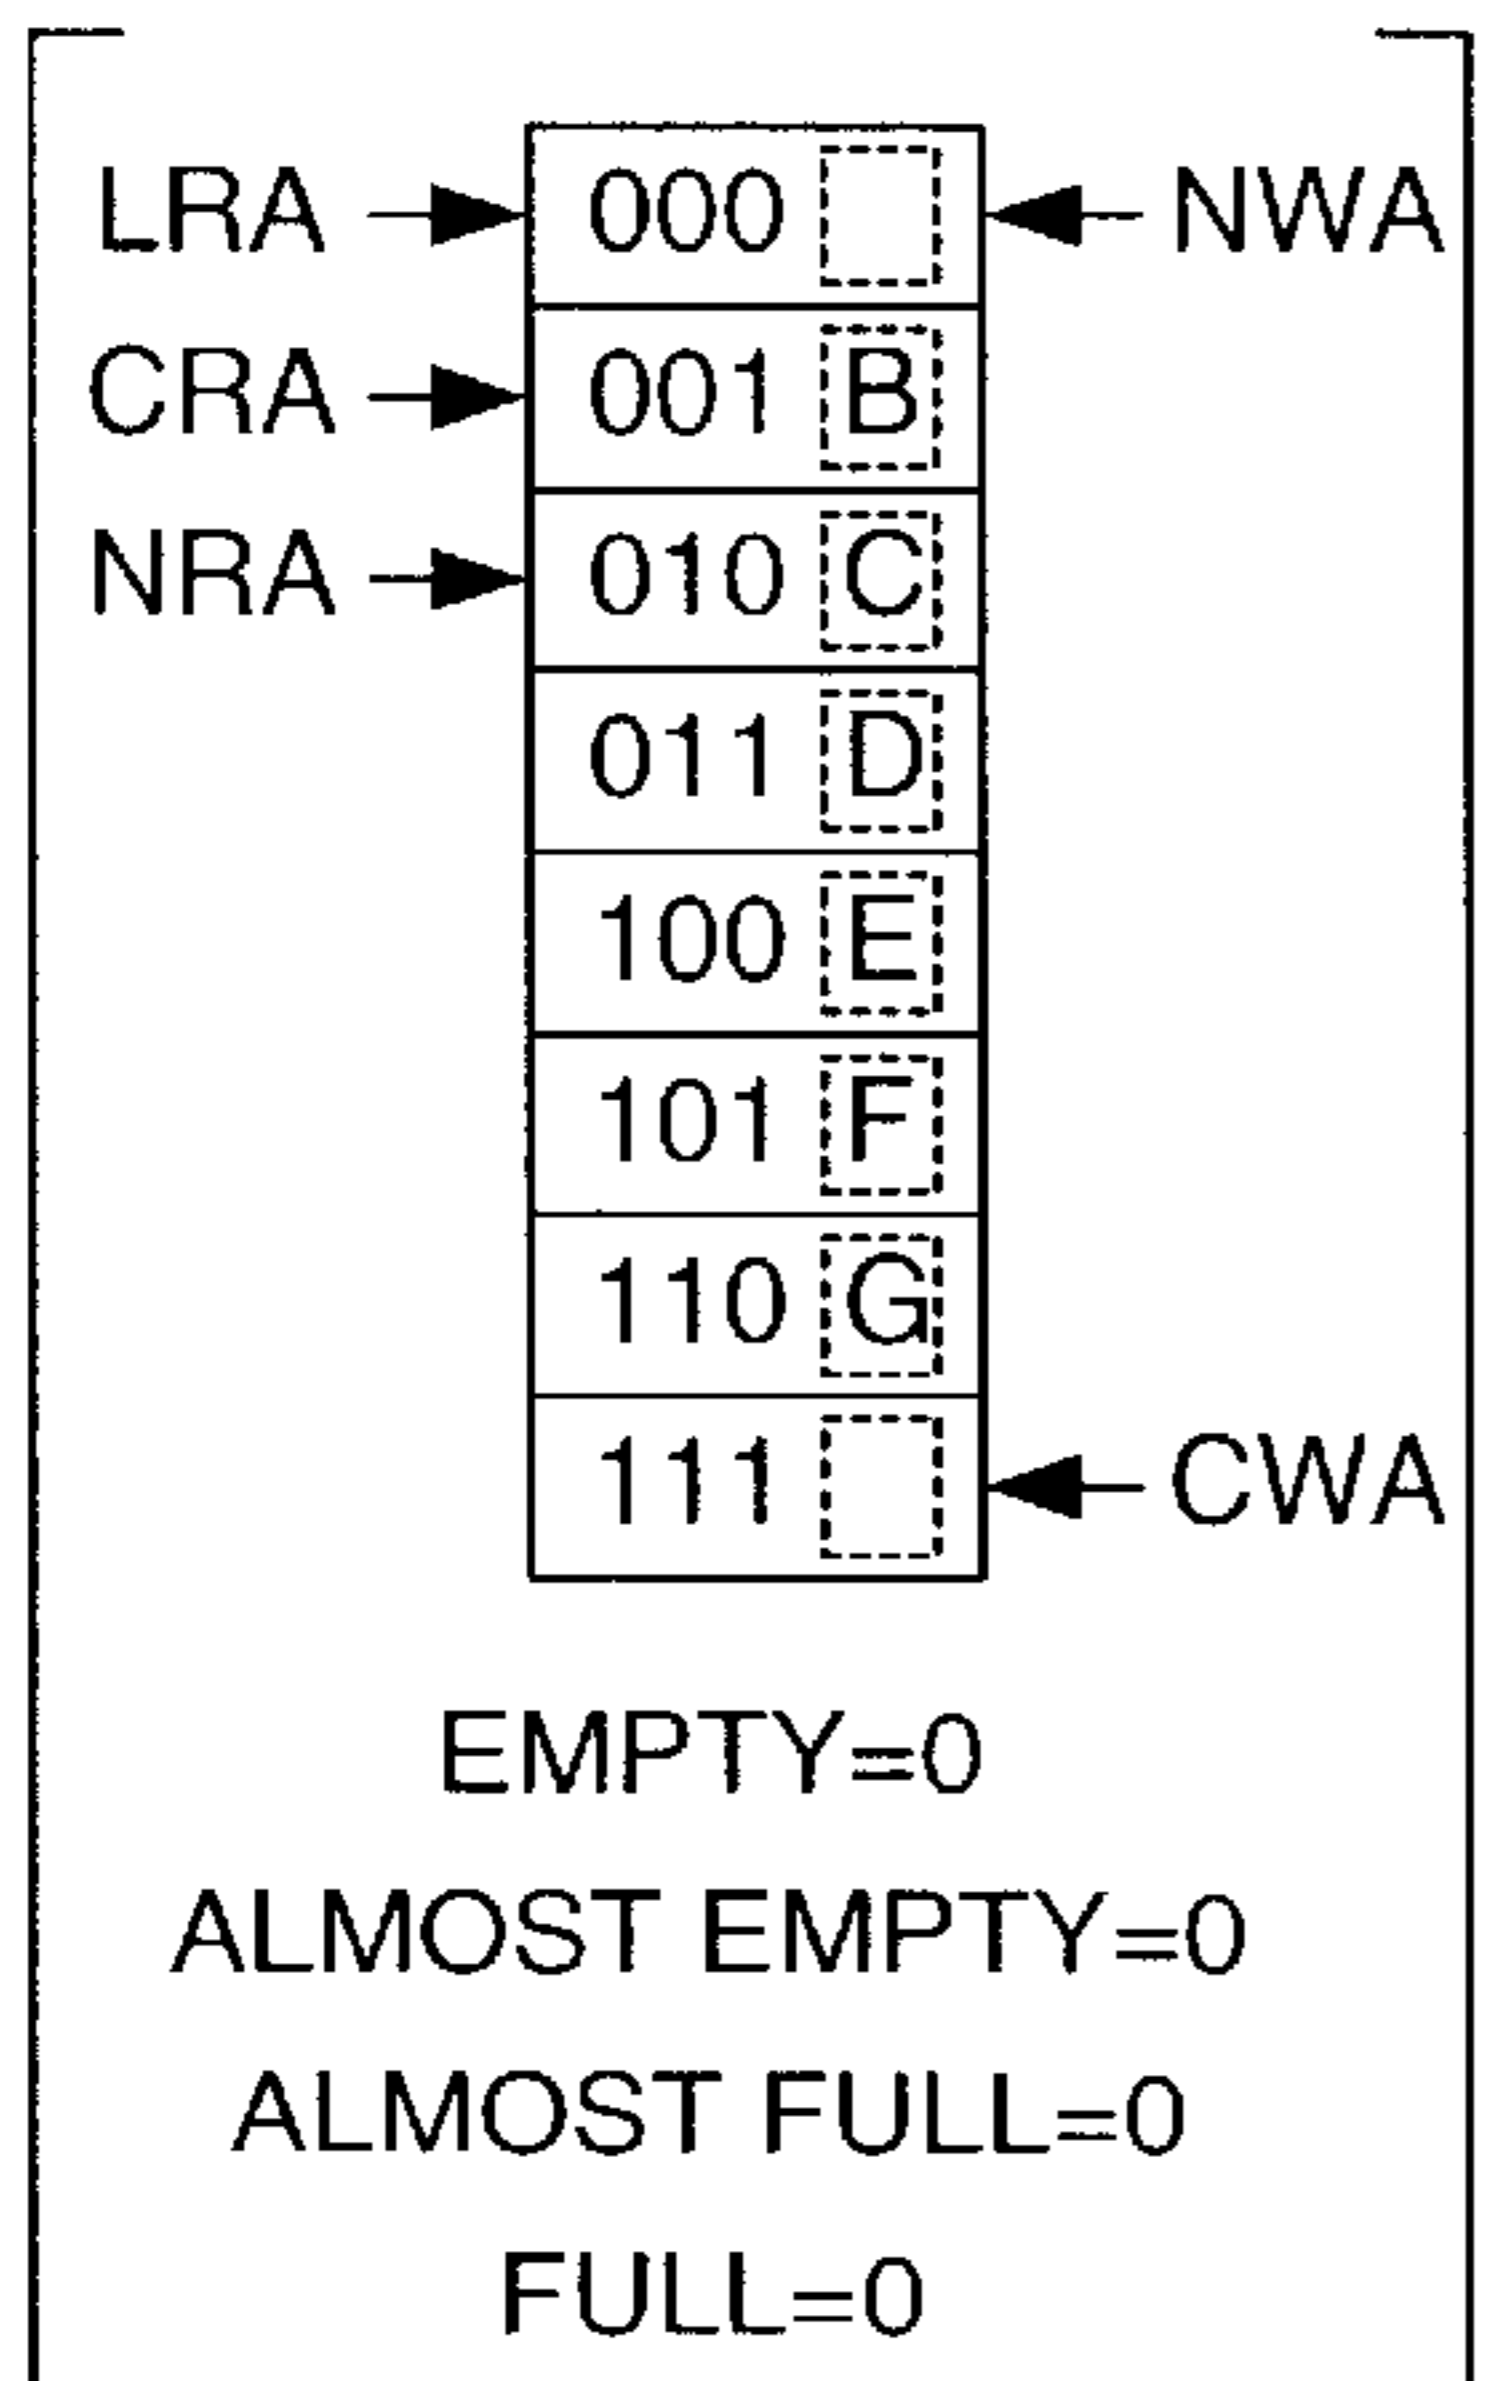 LRA 000 NWA
CRA 001 B
NRA 010 C
011 D
100 E
101 F
110 G
111 CWA
EMPTY=0
ALMOST EMPTY=0
ALMOST FULL=0
FULL=0